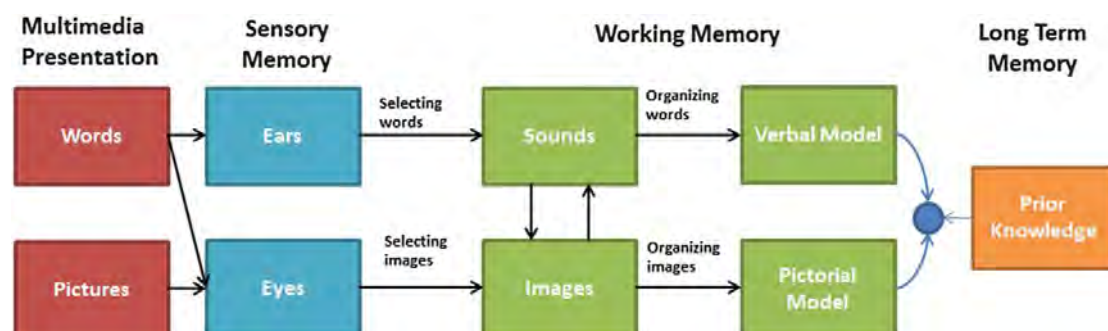 Multimedia
Presentation
Sensory
Memory
Working Memory
Long Term
Memory
Words
Ears
Selecting
words
Sounds
Organizing
words
Verbal Model
Prior
Knowledge
Pictures
Eyes
Selecting
images
Images
Organizing
images
Pictorial
Model